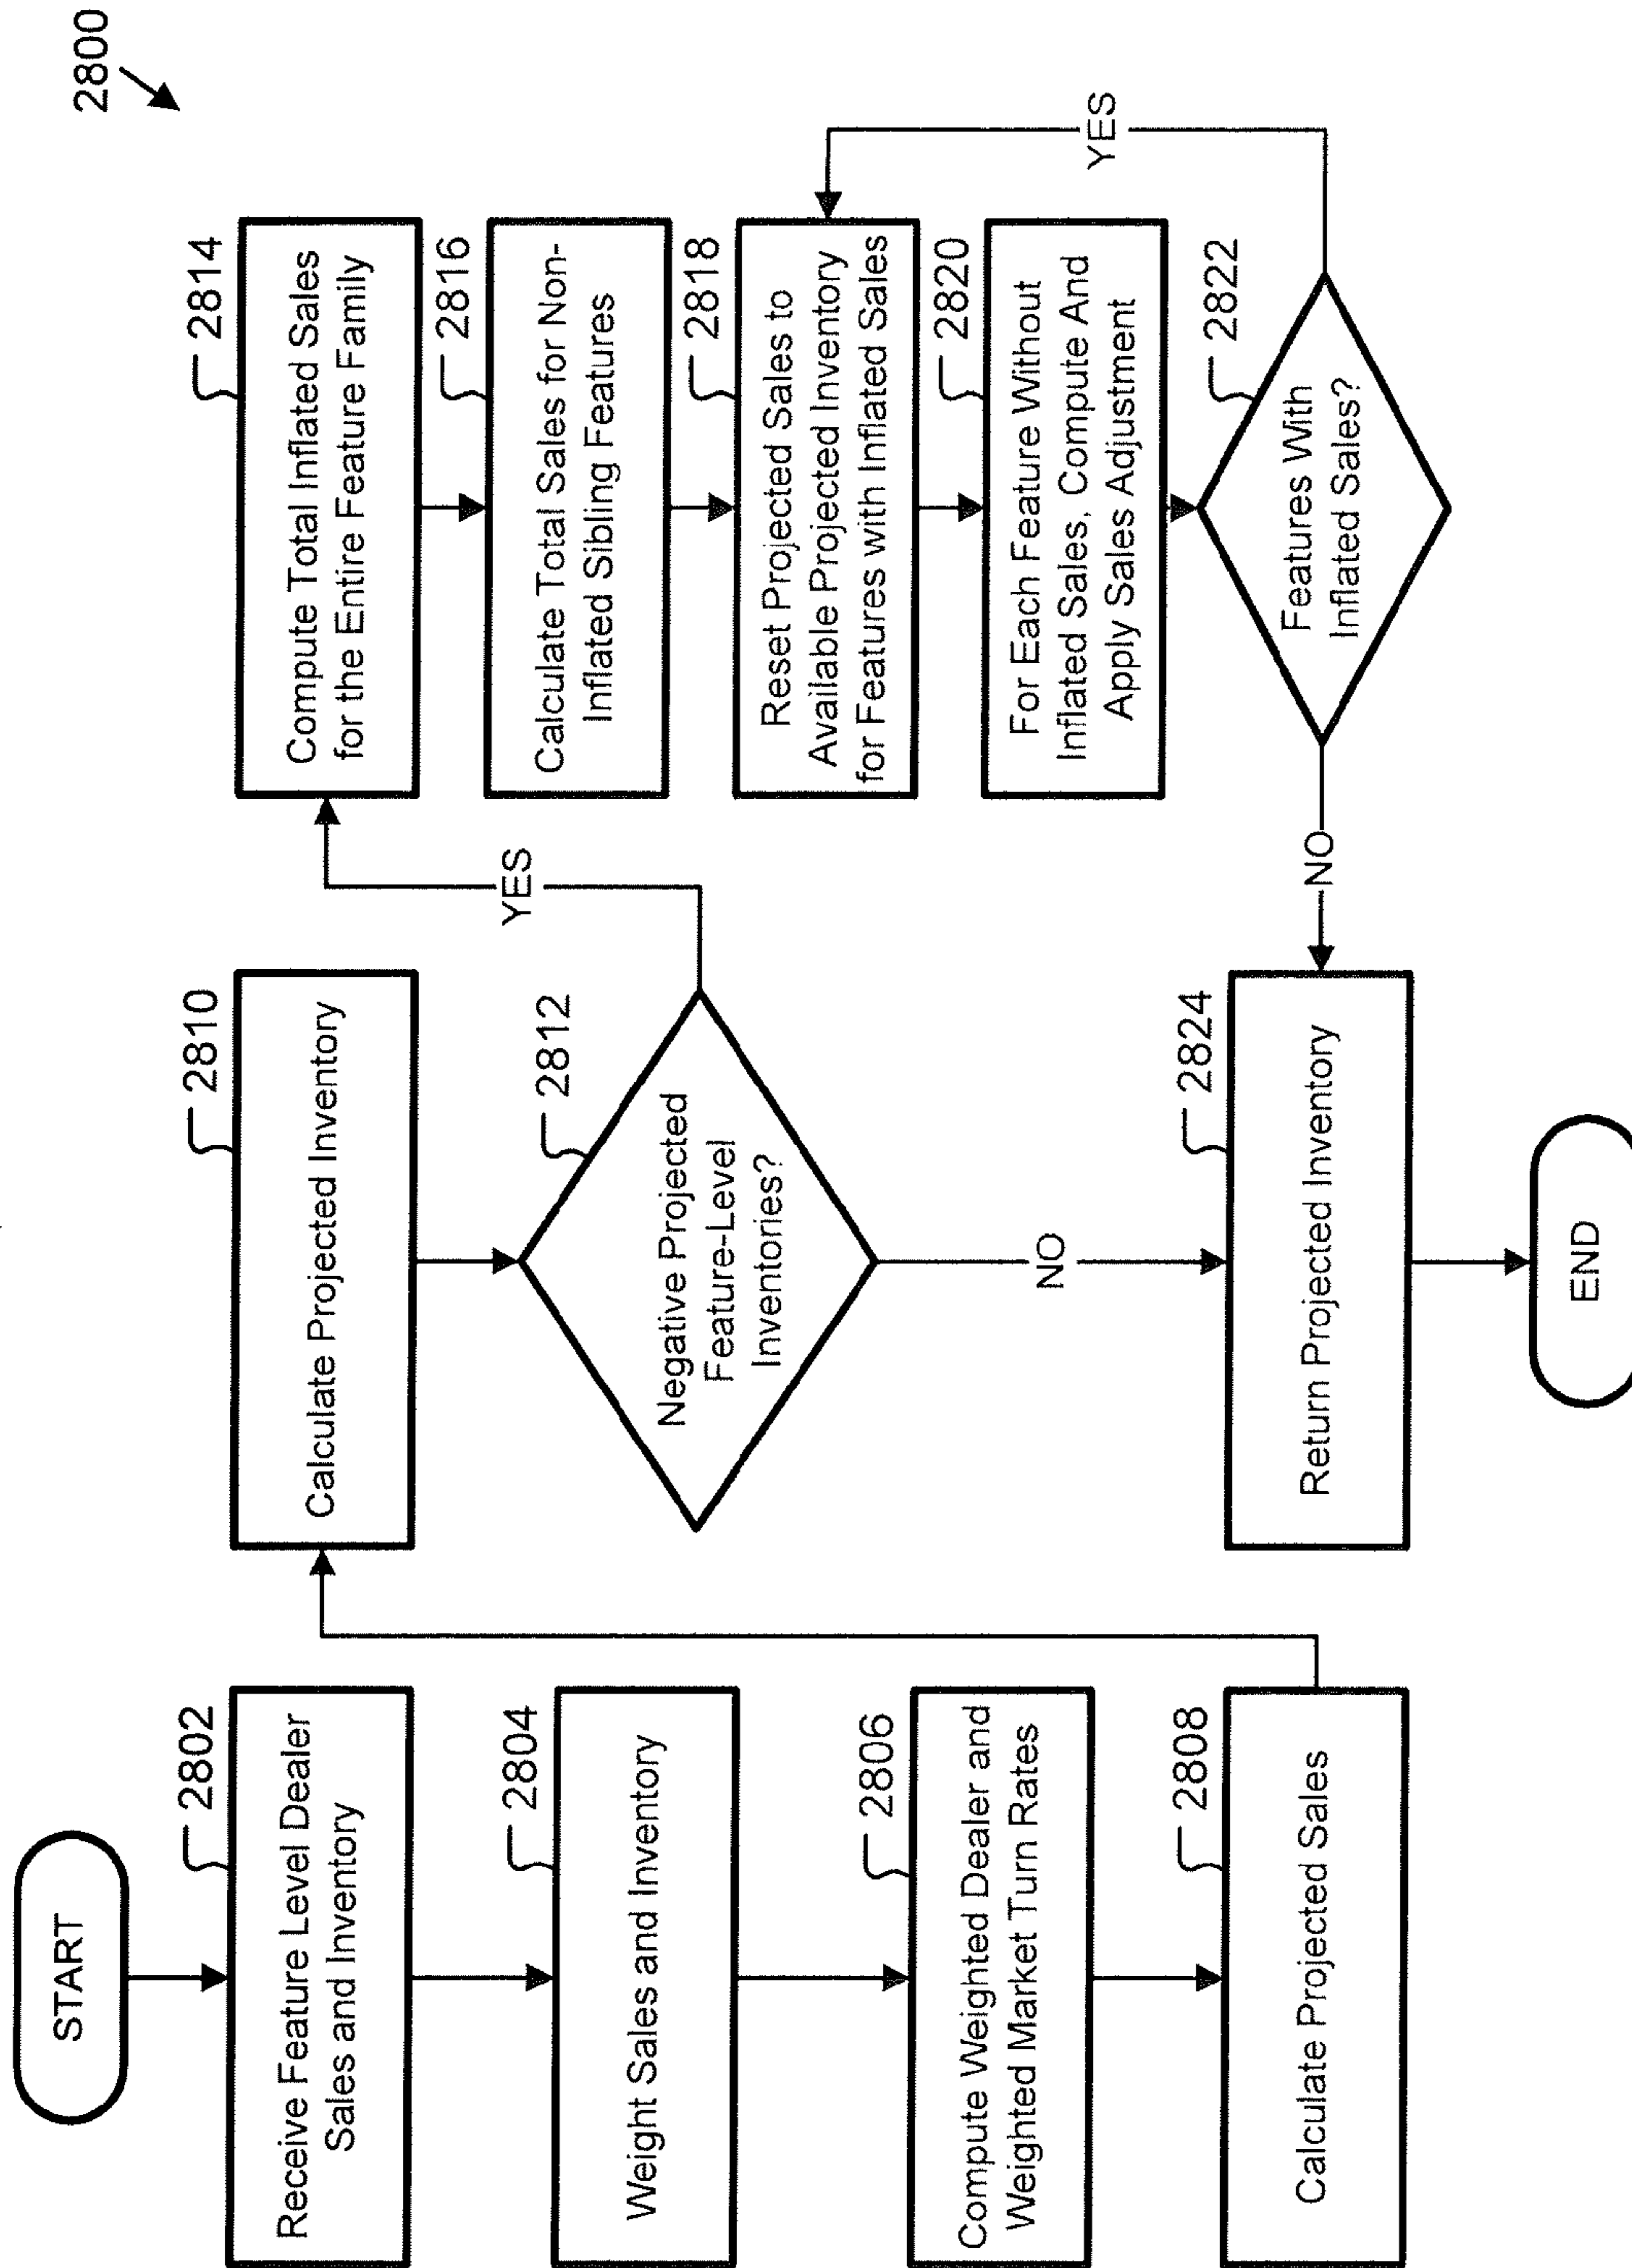 2800
START
2802
Receive Feature Level Dealer
Sales and Inventory
2804
Weight Sales and Inventory
2806
Compute Weighted Dealer and
Weighted Market Turn Rates
2808
Calculate Projected Sales
2810
Calculate Projected Inventory
2812
Negative Projected
Feature-Level
Inventories?
YES
NO
2814
Compute Total Inflated Sales
for the Entire Feature Family
2816
Calculate Total Sales for Non-
Inflated Sibling Features
2818
Reset Projected Sales to
Available Projected Inventory
for Features with Inflated Sales
2820
For Each Feature Without
Inflated Sales, Compute And
Apply Sales Adjustment
2822
Features With
Inflated Sales?
YES
NO
2824
Return Projected Inventory
END